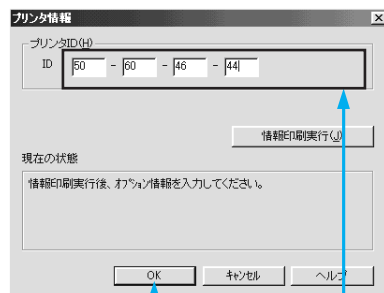 プリンタ情報
プリンタID(H)
ID 50 - 60 - 46 - 44
情報印刷実行(J)
現在の状態
情報印刷実行後、オプション情報を入力してください。
OK キャンセル ヘルプ